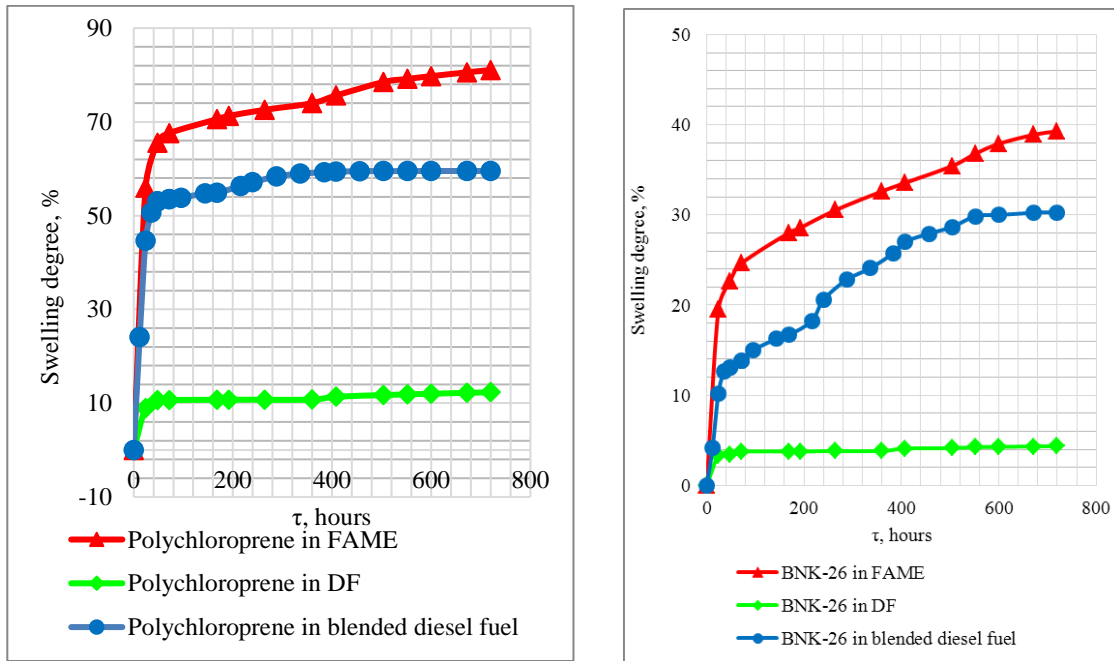 90
70
50
30
10
-10
Swelling degree, %
0 200 400 600 800
τ, hours
Polychloroprene in FAME
Polychloroprene in DF
Polychloroprene in blended diesel fuel
50
40
30
20
10
0
Swelling degree, %
0 200 400 600 800
τ, hours
BNK-26 in FAME
BNK-26 in DF
BNK-26 in blended diesel fuel